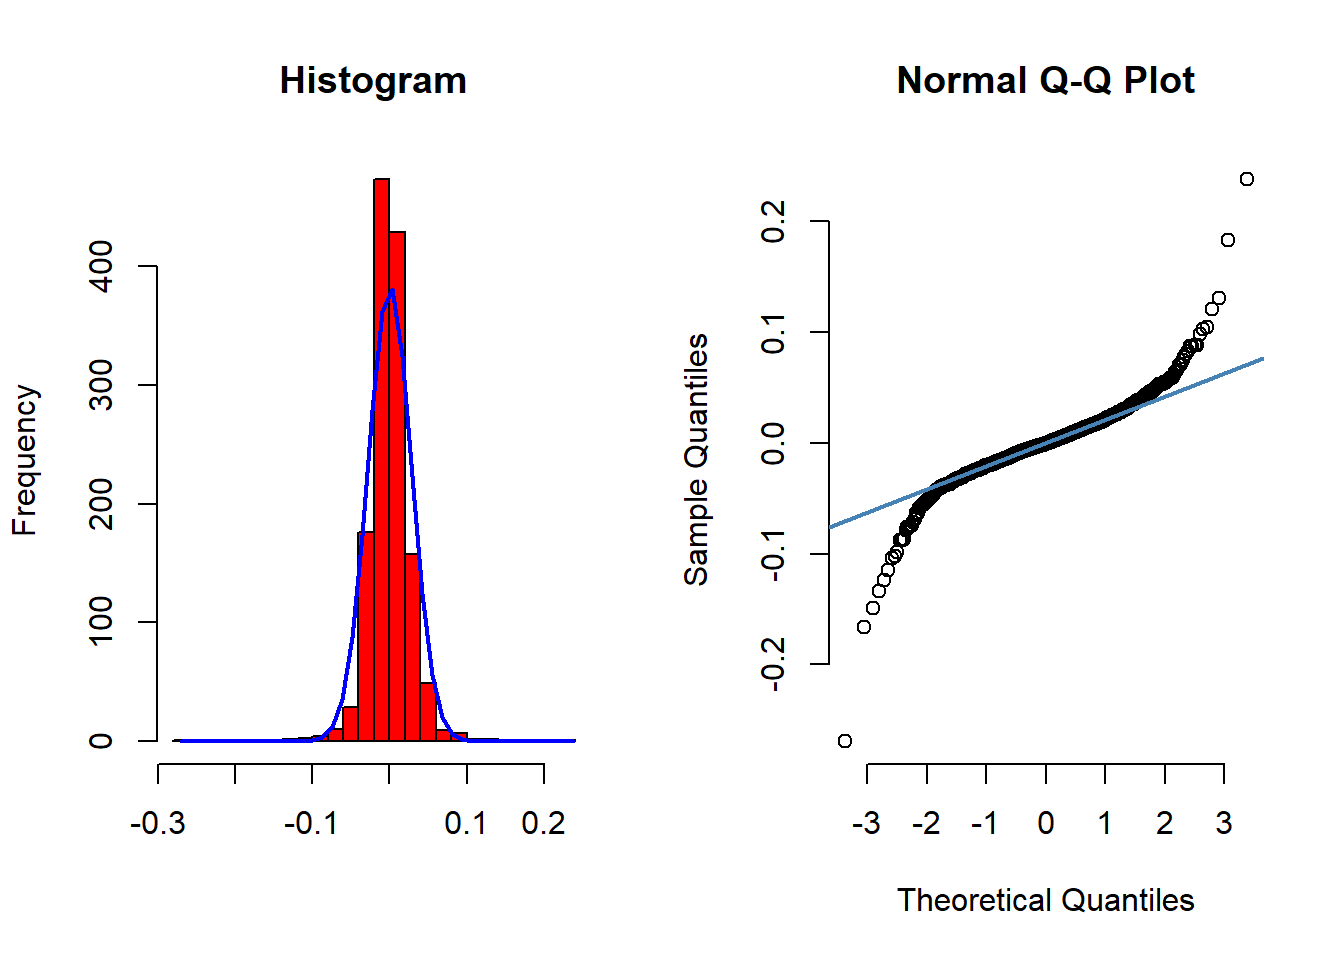 Histogram
Frequency
400
300
200
100
0
-0.3 -0.1 0.1 0.2
Normal Q-Q Plot
Sample Quantiles
0.2
0.1
0.0
-0.1
-0.2
-3 -2 -1 0 1 2 3
Theoretical Quantiles